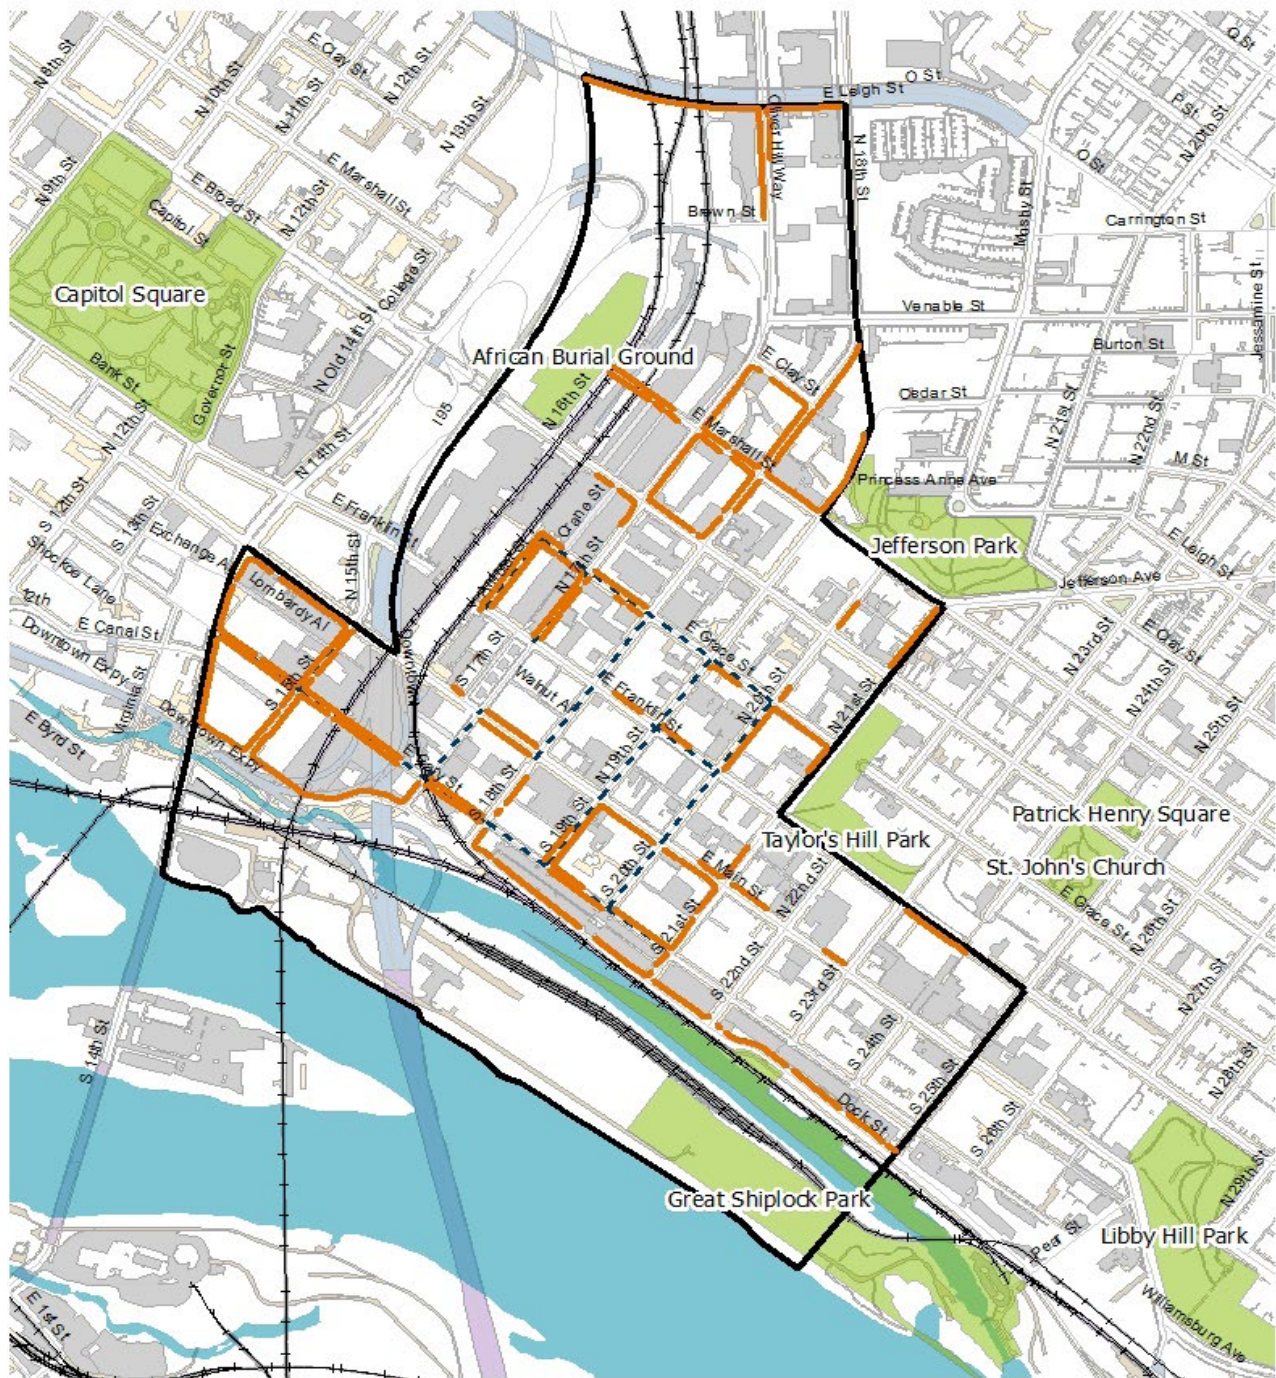 N 8th St
E Clay St
N 12th St
O St
Q St
N 10th St
N 11th St
N 13th St
E Leigh St
P St
N 20th St
Oliver Hill Way
N 18th St
O St
N 9th St
E Marshall St
E Broad St
N 12th St
Capitol St
Brown St
Mosby St
Carrington St
Capitol Square
College St
Venable St
Jessamine St
N Old 14th St
Governor St
Bank St
African Burial Ground
E Clay St
Burton St
I 95
N 16th St
Cedar St
N 12th St
E Marshall St
N 21st St
N 22nd St
N 14th St
M St
S 12th St
Princess Anne Ave
S 13th St
E Franklin St
Crane St
Exchange Al
Jefferson Park
E Leigh St
Shockoe Lane
N 15th St
N 17th St
Lombardy Al
Jefferson Ave
12th
E Canal St
E Grace St
N 23rd St
E Clay St
Downtown Expy
S 17th St
Walnut Al
E Franklin St
N 20th St
N 21st St
N 24th St
N 25th St
S 15th St
Virginia St
Downtown Expy
E Byrd St
N 19th St
E Cary St
S 18th St
Patrick Henry Square
S 19th St
Taylor's Hill Park
St. John's Church
S 20th St
E Main St
N 22nd St
E Grace St
N 26th St
S 21st St
S 22nd St
S 23rd St
N 27th St
S 14th St
S 24th St
S 25th St
N 28th St
Dock St
S 26th St
N 29th St
Great Shiplock Park
Pear St
Libby Hill Park
Williamsburg Ave
E 1st St